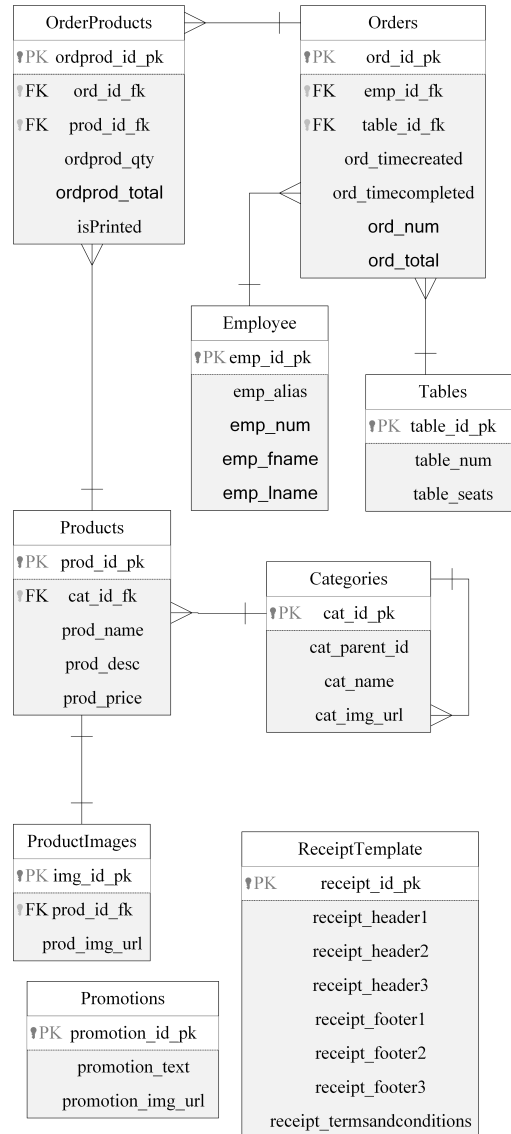 OrderProducts
PK ordprod_id_pk
FK ord_id_fk
FK prod_id_fk
ordprod_qty
ordprod_total
isPrinted
Orders
PK ord_id_pk
FK emp_id_fk
FK table_id_fk
ord_timecreated
ord_timecompleted
ord_num
ord_total
Employee
PK emp_id_pk
emp_alias
emp_num
emp_fname
emp_lname
Tables
PK table_id_pk
table_num
table_seats
Products
PK prod_id_pk
FK cat_id_fk
prod_name
prod_desc
prod_price
Categories
PK cat_id_pk
cat_parent_id
cat_name
cat_img_url
ProductImages
PK img_id_pk
FK prod_id_fk
prod_img_url
ReceiptTemplate
PK receipt_id_pk
receipt_header1
receipt_header2
receipt_header3
receipt_footer1
receipt_footer2
receipt_footer3
receipt_termsandconditions
Promotions
PK promotion_id_pk
promotion_text
promotion_img_url